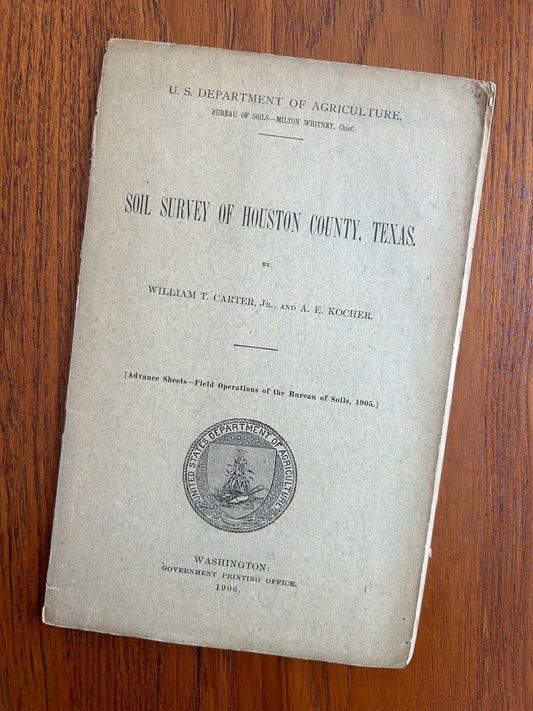 U. S. DEPARTMENT OF AGRICULTURE,
BUREAU OF SOILS—MILTON WHITNEY, Chief.
SOIL SURVEY OF HOUSTON COUNTY, TEXAS.
BY
WILLIAM T. CARTER, JR., AND A. E. KOCHER.
[Advance Sheets—Field Operations of the Bureau of Soils, 1905.]
UNITED STATES DEPARTMENT OF AGRICULTURE
WASHINGTON:
GOVERNMENT PRINTING OFFICE.
1906.